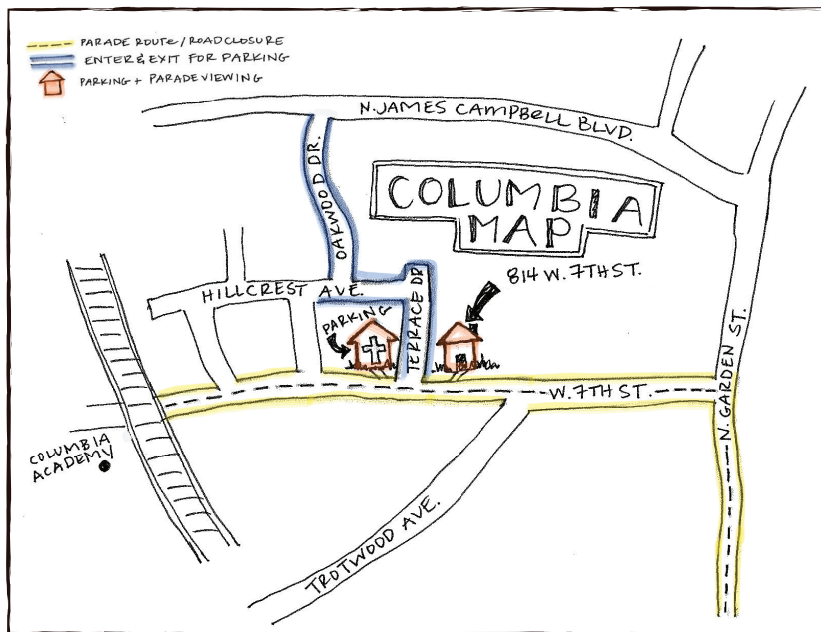 PARADE ROUTE/ROAD CLOSURE
ENTER & EXIT FOR PARKING
PARKING + PARADE VIEWING
N. JAMES CAMPBELL BLVD.
OAKWOOD DR.
COLUMBIA
MAP
814 W. 7TH ST.
HILLCREST AVE.
TERRACE DR
PARKING
W. 7TH ST.
N. GARDEN ST.
COLUMBIA
ACADEMY
TROTWOOD AVE.